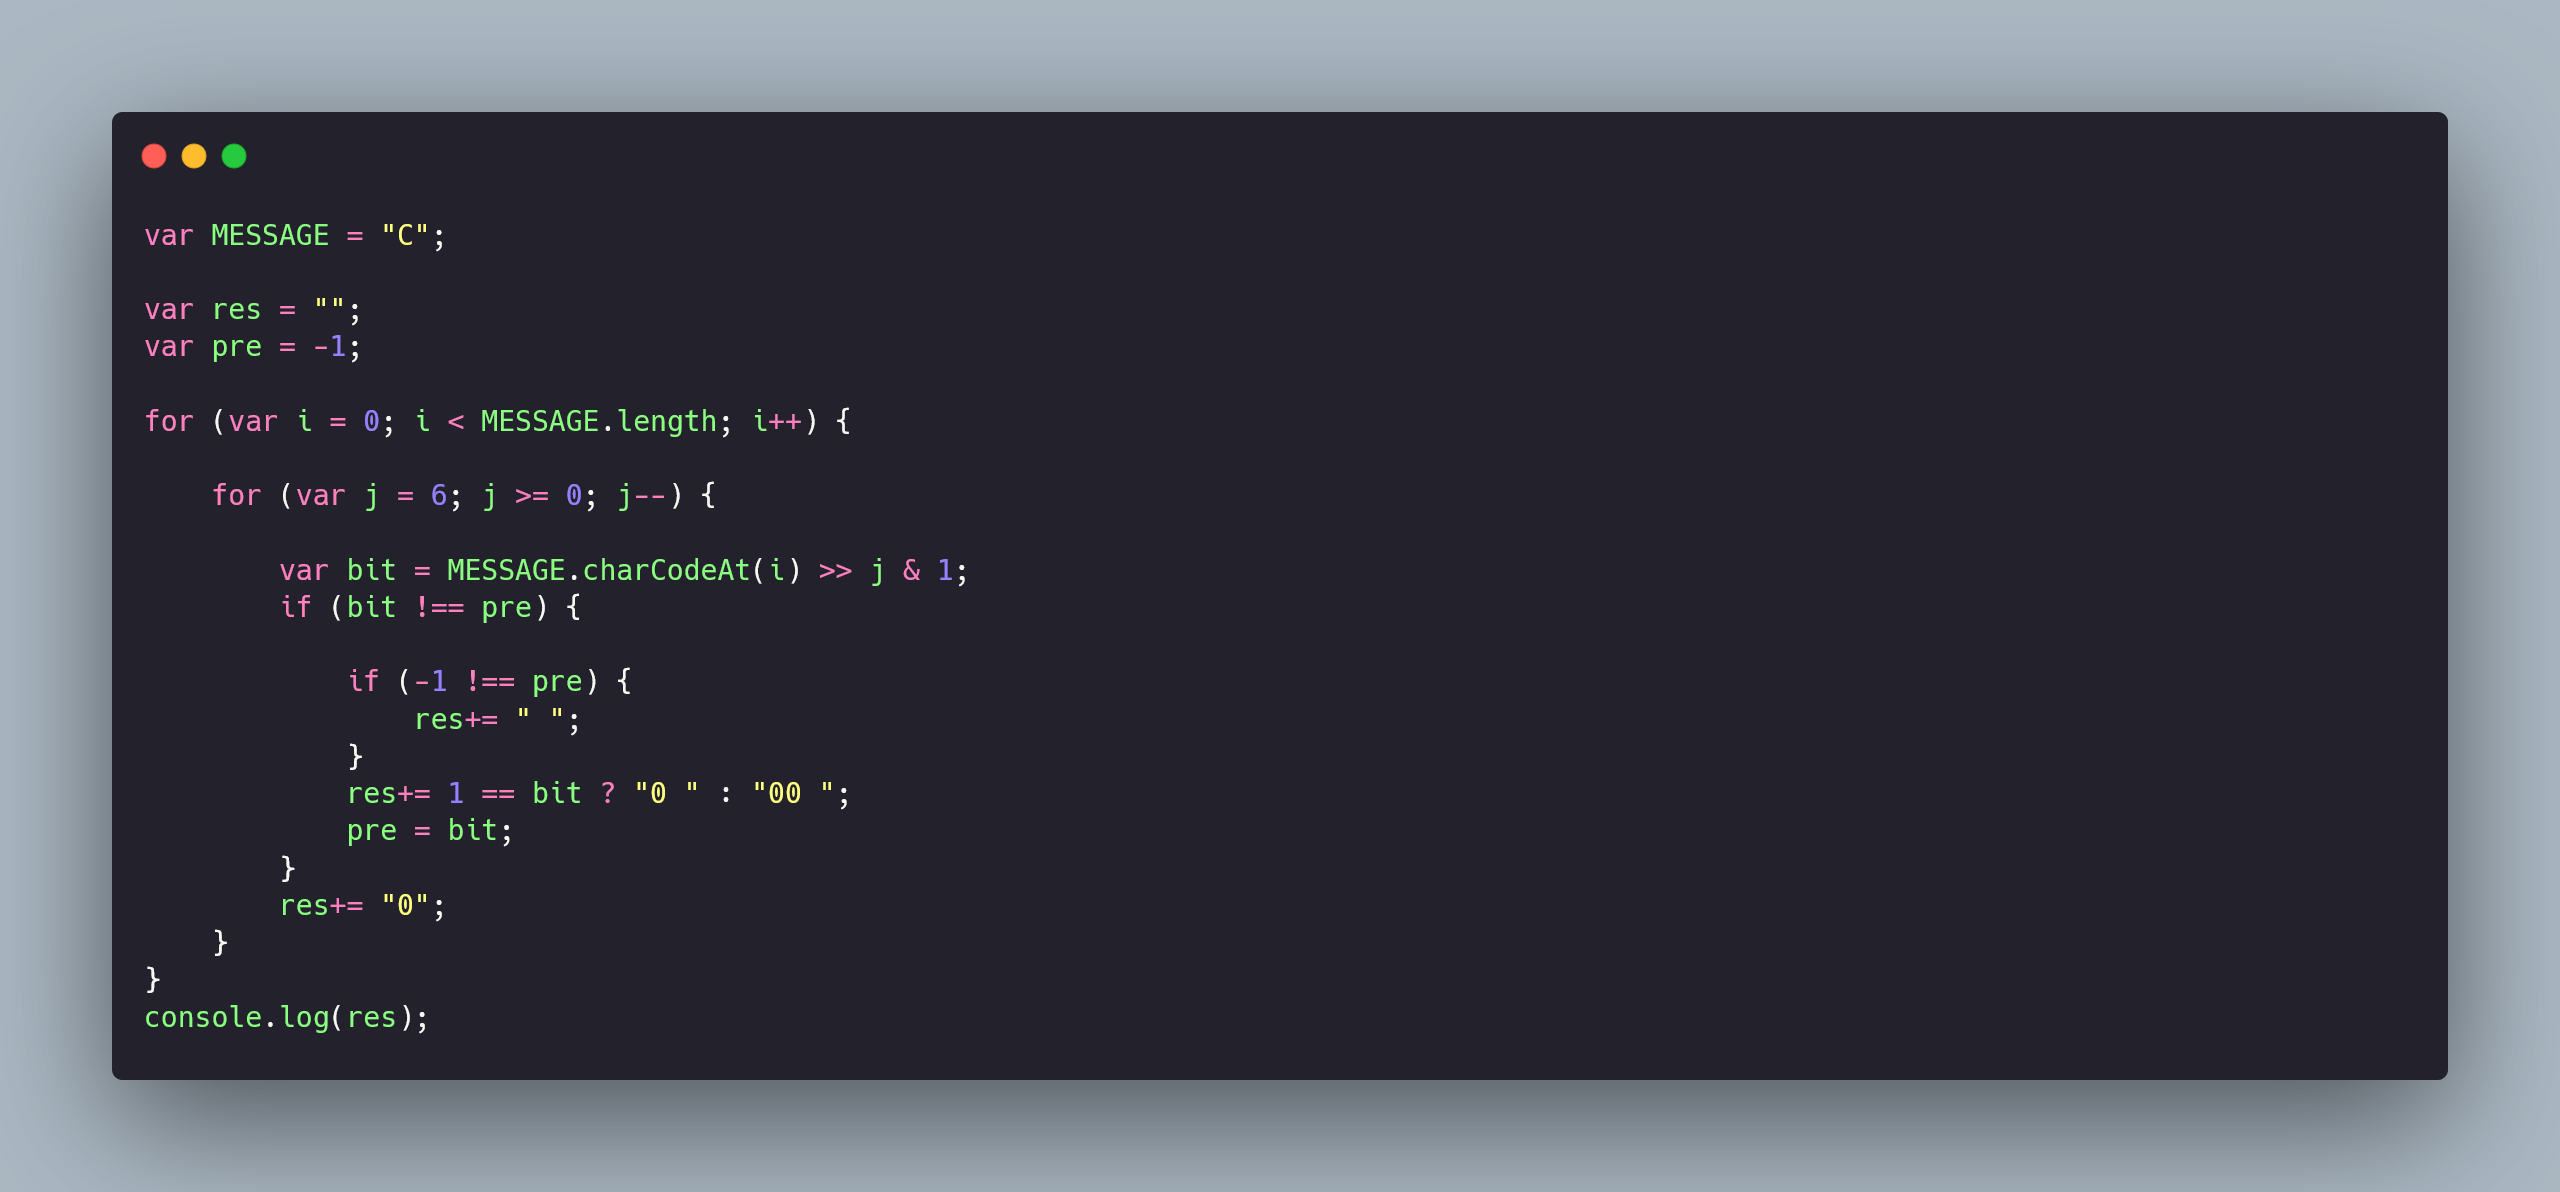 var MESSAGE = "C";
var res = "";
var pre = -1;
for (var i = 0; i < MESSAGE.length; i++) {
    for (var j = 6; j >= 0; j--) {
        var bit = MESSAGE.charCodeAt(i) >> j & 1;
        if (bit !== pre) {
            if (-1 !== pre) {
                res+= " ";
            }
            res+= 1 == bit ? "0 " : "00 ";
            pre = bit;
        }
        res+= "0";
    }
}
console.log(res);